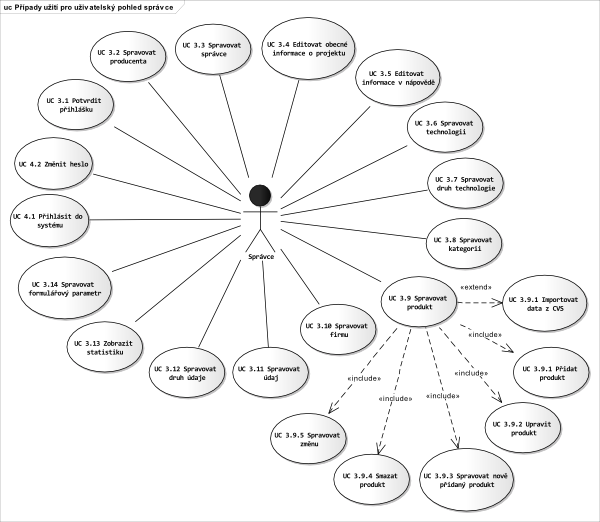 uc Případy užití pro uživatelský pohled správce
UC 3.2 Spravovat
producenta
UC 3.3 Spravovat
správce
UC 3.4 Editovat obecné
informace o projektu
UC 3.5 Editovat
informace v nápovědě
UC 3.1 Potvrdit
přihlášku
UC 3.6 Spravovat
technologii
UC 4.2 Změnit heslo
UC 3.7 Spravovat
druh technologie
UC 4.1 Přihlásit do
systému
UC 3.8 Spravovat
kategorii
Správce
UC 3.14 Spravovat
formulářový parametr
UC 3.9 Spravovat
produkt
«extend»
UC 3.9.1 Importovat
data z CVS
UC 3.10 Spravovat
firmu
«include»
UC 3.13 Zobrazit
statistiku
UC 3.12 Spravovat
druh údaje
UC 3.11 Spravovat
údaj
UC 3.9.1 Přidat
produkt
«include»
«include»
«include»
«include»
UC 3.9.2 Upravit
produkt
UC 3.9.5 Spravovat
změnu
UC 3.9.4 Smazat
produkt
UC 3.9.3 Spravovat nově
přidaný produkt